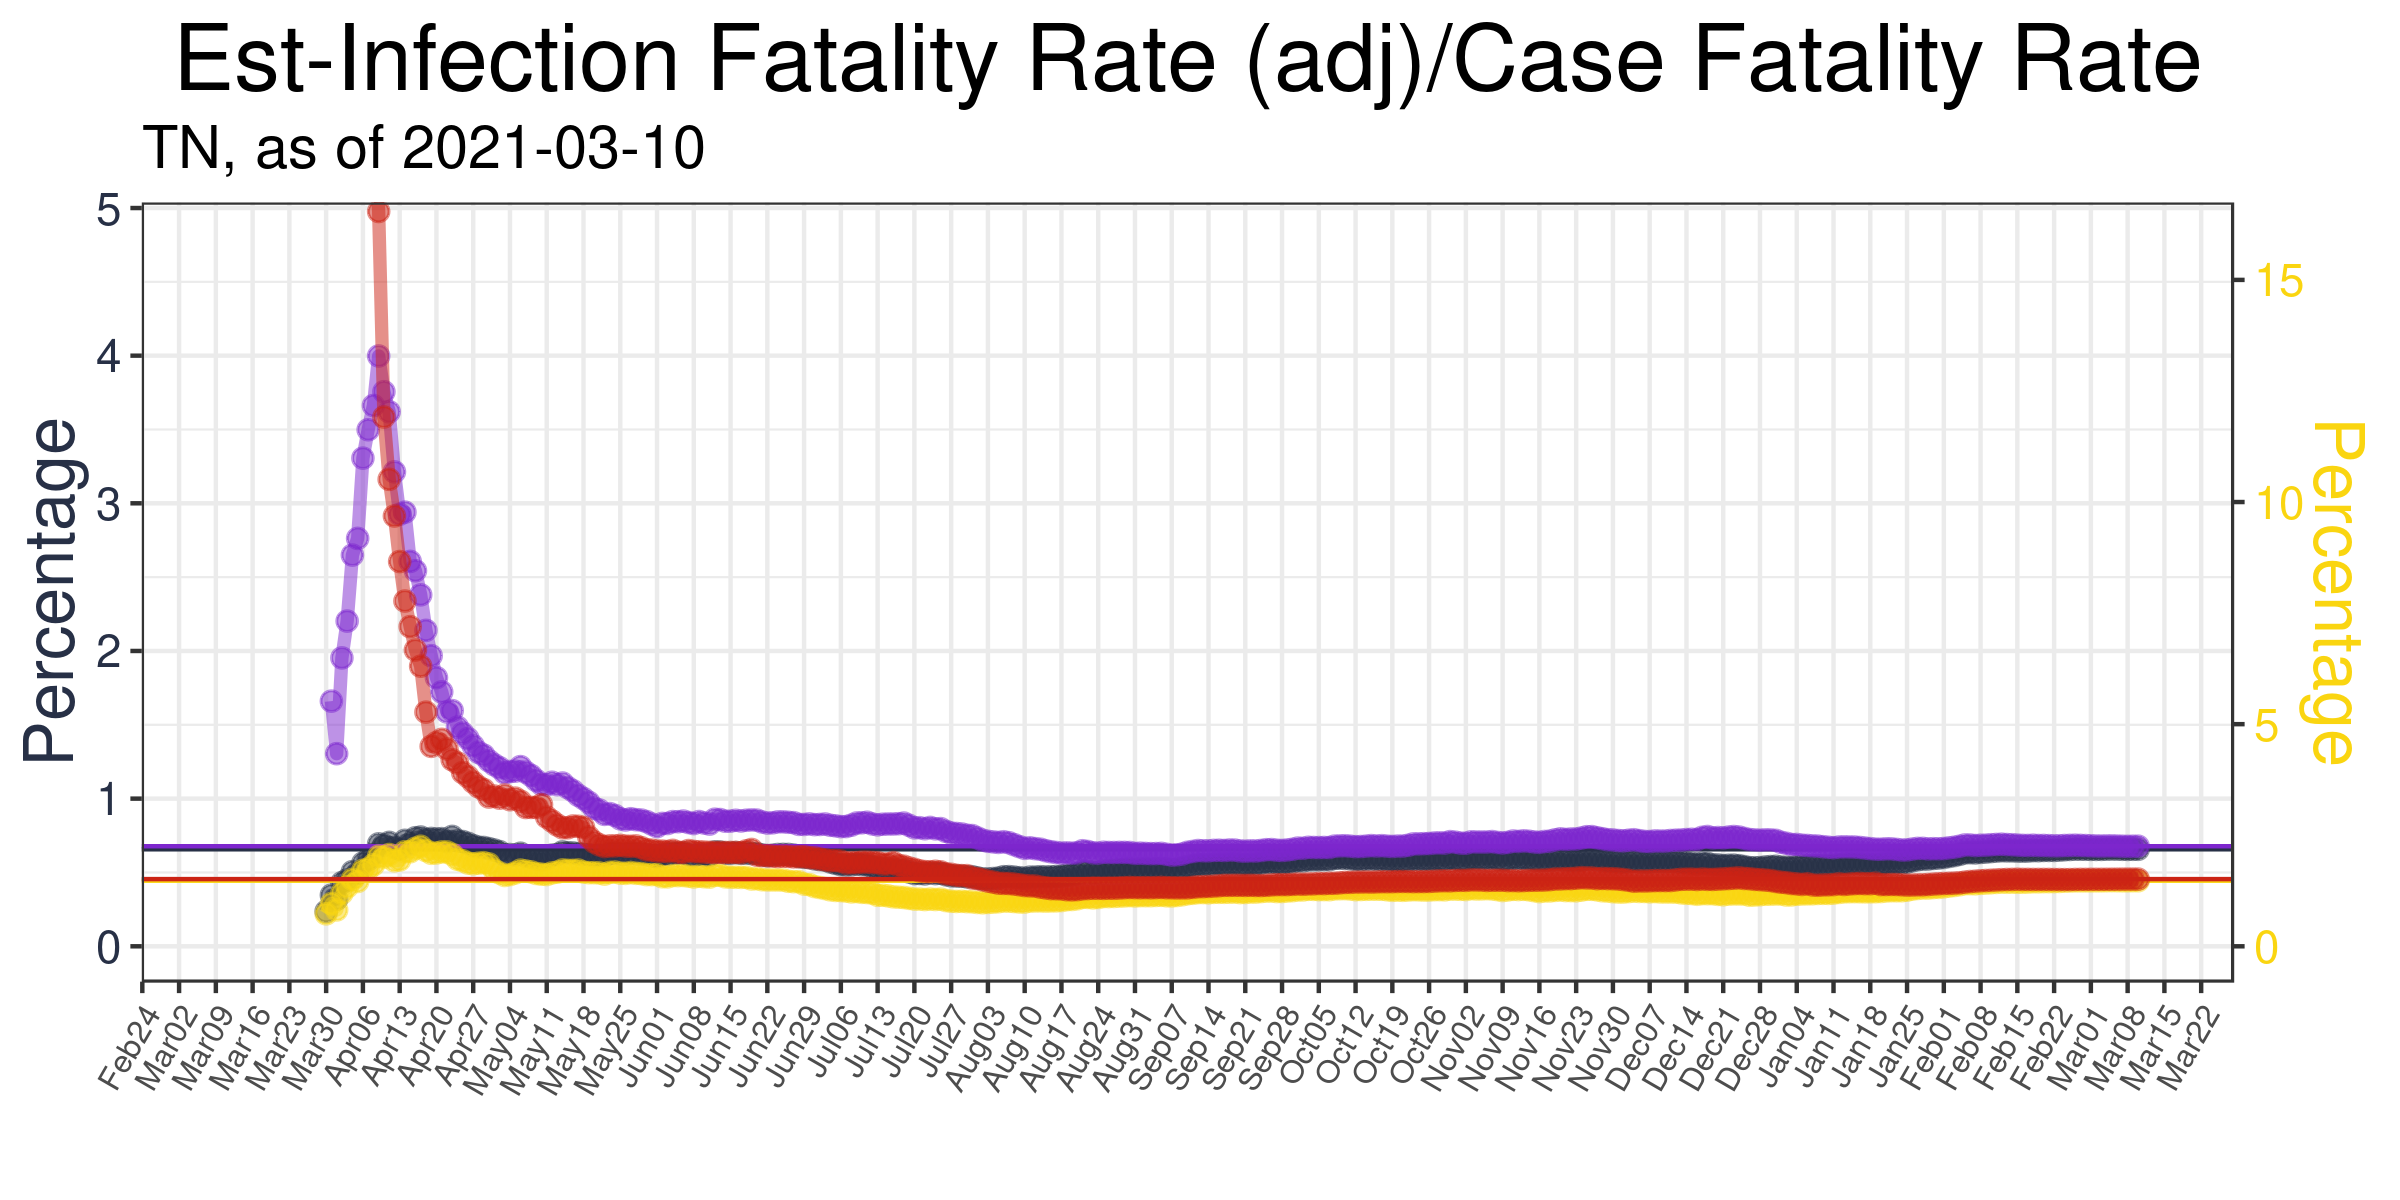 Est-Infection Fatality Rate (adj)/Case Fatality Rate
TN, as of 2021-03-10
Percentage
5
4
3
2
1
0
15
10
5
0
Percentage
Feb24
Mar02
Mar09
Mar16
Mar23
Mar30
Apr06
Apr13
Apr20
Apr27
May04
May11
May18
May25
Jun01
Jun08
Jun15
Jun22
Jun29
Jul06
Jul13
Jul20
Jul27
Aug03
Aug10
Aug17
Aug24
Aug31
Sep07
Sep14
Sep21
Sep28
Oct05
Oct12
Oct19
Oct26
Nov02
Nov09
Nov16
Nov23
Nov30
Dec07
Dec14
Dec21
Dec28
Jan04
Jan11
Jan18
Jan25
Feb01
Feb08
Feb15
Feb22
Mar01
Mar08
Mar15
Mar22